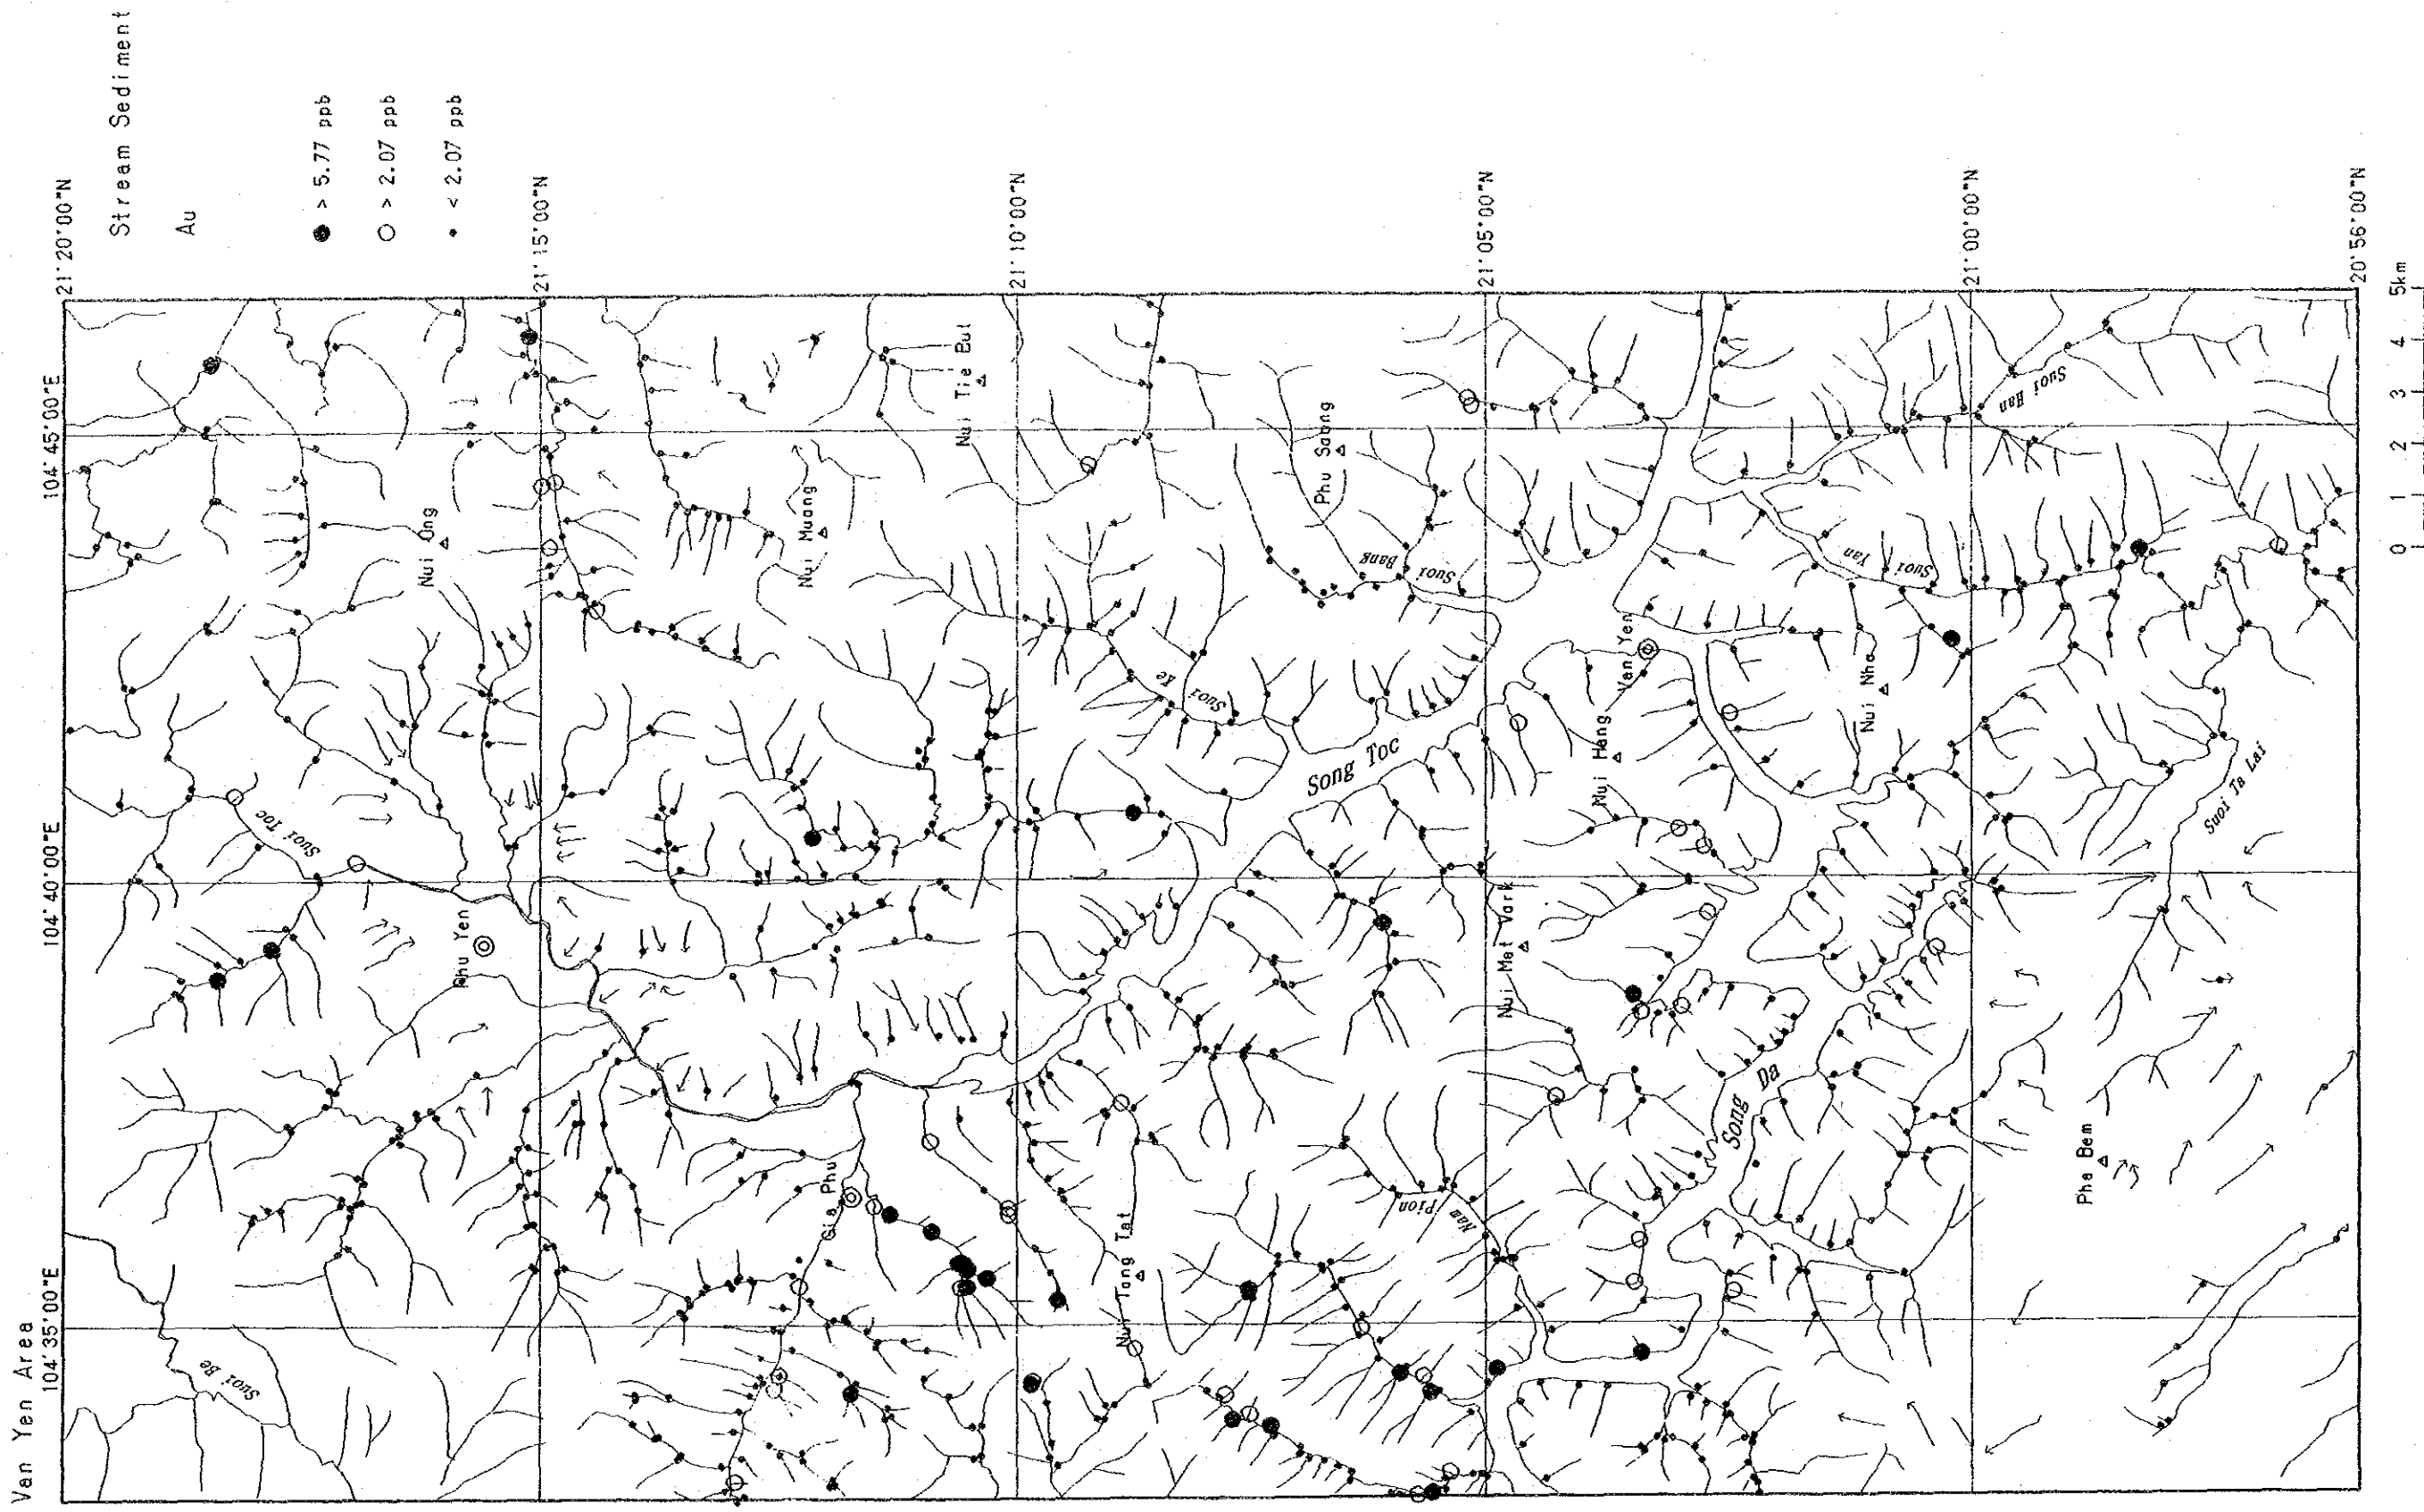 Van Yen Area
104°35'00"E
104°40'00"E
104°45'00"E
21°20'00"N
21°15'00"N
21°10'00"N
21°05'00"N
21°00'00"N
20°56'00"N
Stream Sediment
Au
> 5.77 ppb
> 2.07 ppb
< 2.07 ppb
Suoi Be
Suoi Toc
Phu Yen
Nui Ong
Gia Phu
Nui Muong
Nui Tie But
Nui Tang Tat
Suoi Ke
Song Toc
Phu Saang
Suoi Bang
Nam Pion
Nui Mat Vark
Nui Hang
Van Yen
Song Da
Nui Nho
Suoi Yan
Suoi Han
Pha Bem
Suoi Ta Lai
0 1 2 3 4 5km